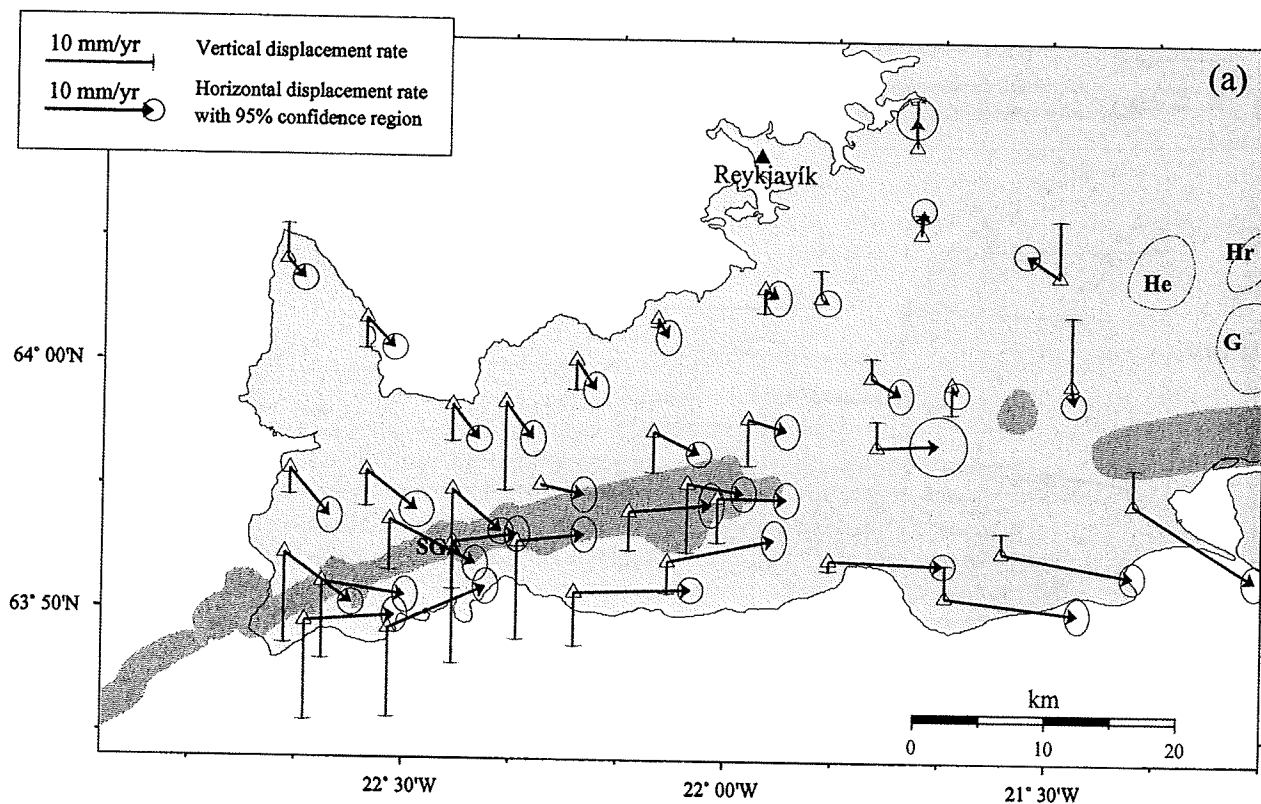 10 mm/yr Vertical displacement rate
10 mm/yr Horizontal displacement rate
with 95% confidence region
(a)
Reykjavík
Hr
He
G
64° 00'N
SG
63° 50'N
km
0 10 20
22° 30'W 22° 00'W 21° 30'W